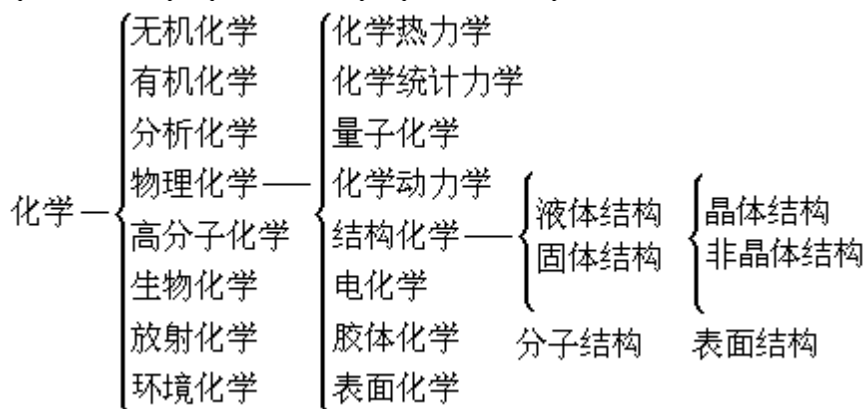 无机化学
有机化学
分析化学
物理化学
高分子化学
生物化学
放射化学
环境化学
化学
化学热力学
化学统计力学
量子化学
化学动力学
结构化学
电化学
胶体化学
表面化学
液体结构
固体结构
分子结构
晶体结构
非晶体结构
表面结构